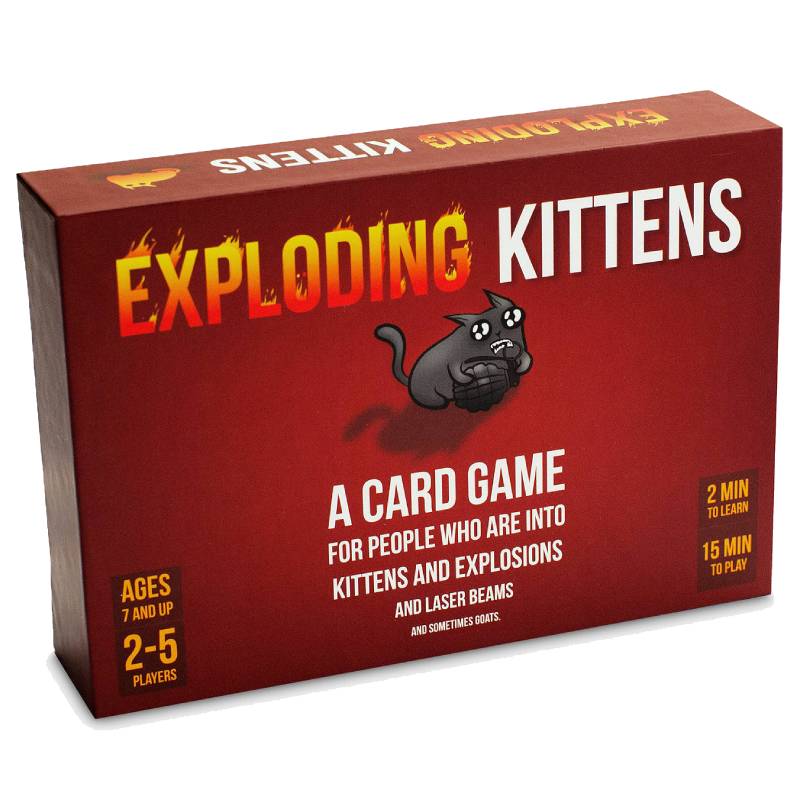 EXPLODING KITTENS
EXPLODING KITTENS
A CARD GAME
FOR PEOPLE WHO ARE INTO
KITTENS AND EXPLOSIONS
AND LASER BEAMS
AND SOMETIMES GOATS.
AGES
7 AND UP
2-5
PLAYERS
2 MIN
TO LEARN
15 MIN
TO PLAY